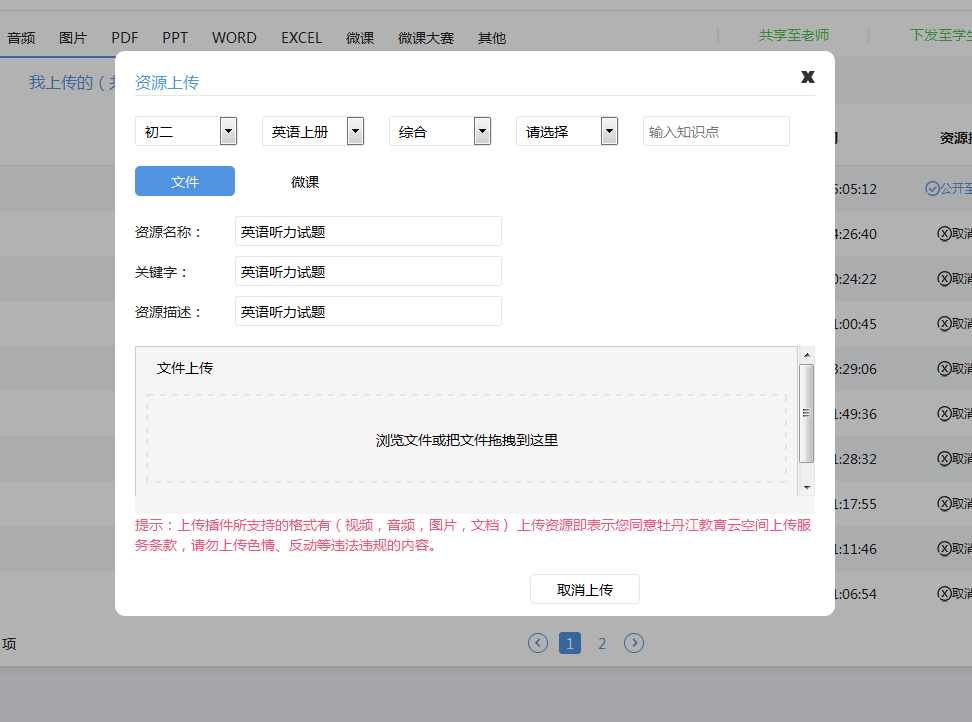 音频 图片 PDF PPT WORD EXCEL 微课 微课大赛 其他 共享至老师 下发至学生
我上传的（共
资源上传 X
初二 英语上册 综合 请选择 输入知识点
文件 微课
资源名称： 英语听力试题
关键字： 英语听力试题
资源描述： 英语听力试题
文件上传
浏览文件或把文件拖拽到这里
提示：上传插件所支持的格式有（视频，音频，图片，文档） 上传资源即表示您同意牡丹江教育云空间上传服
务条款，请勿上传色情、反动等违法违规的内容。
取消上传
资源
5:05:12 公开至
:26:40 取消
0:24:22 取消
:00:45 取消
:29:06 取消
:49:36 取消
:28:32 取消
:17:55 取消
:11:46 取消
:06:54 取消
项 1 2